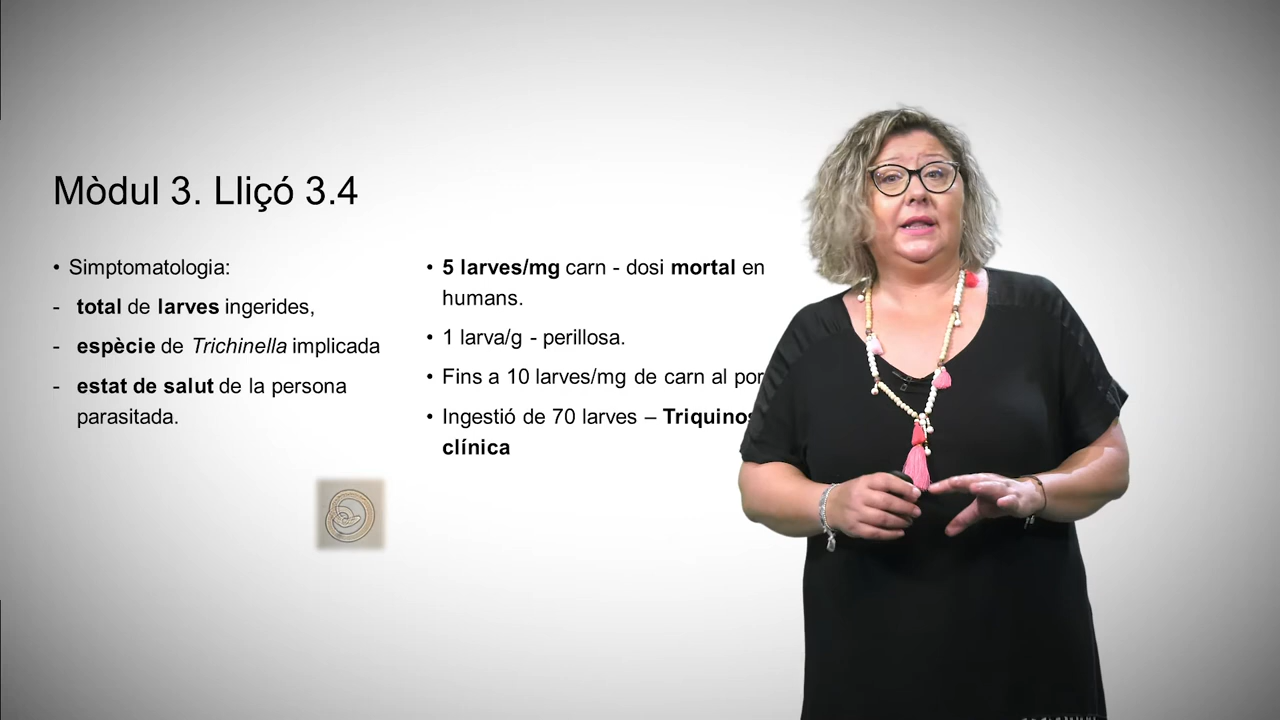 Mòdul 3. Lliçó 3.4
• Simptomatologia:
- total de larves ingerides,
- espècie de Trichinella implicada
- estat de salut de la persona
parasitada.
• 5 larves/mg carn - dosi mortal en
humans.
• 1 larva/g - perillosa.
• Fins a 10 larves/mg de carn al
• Ingestió de 70 larves –
clínica